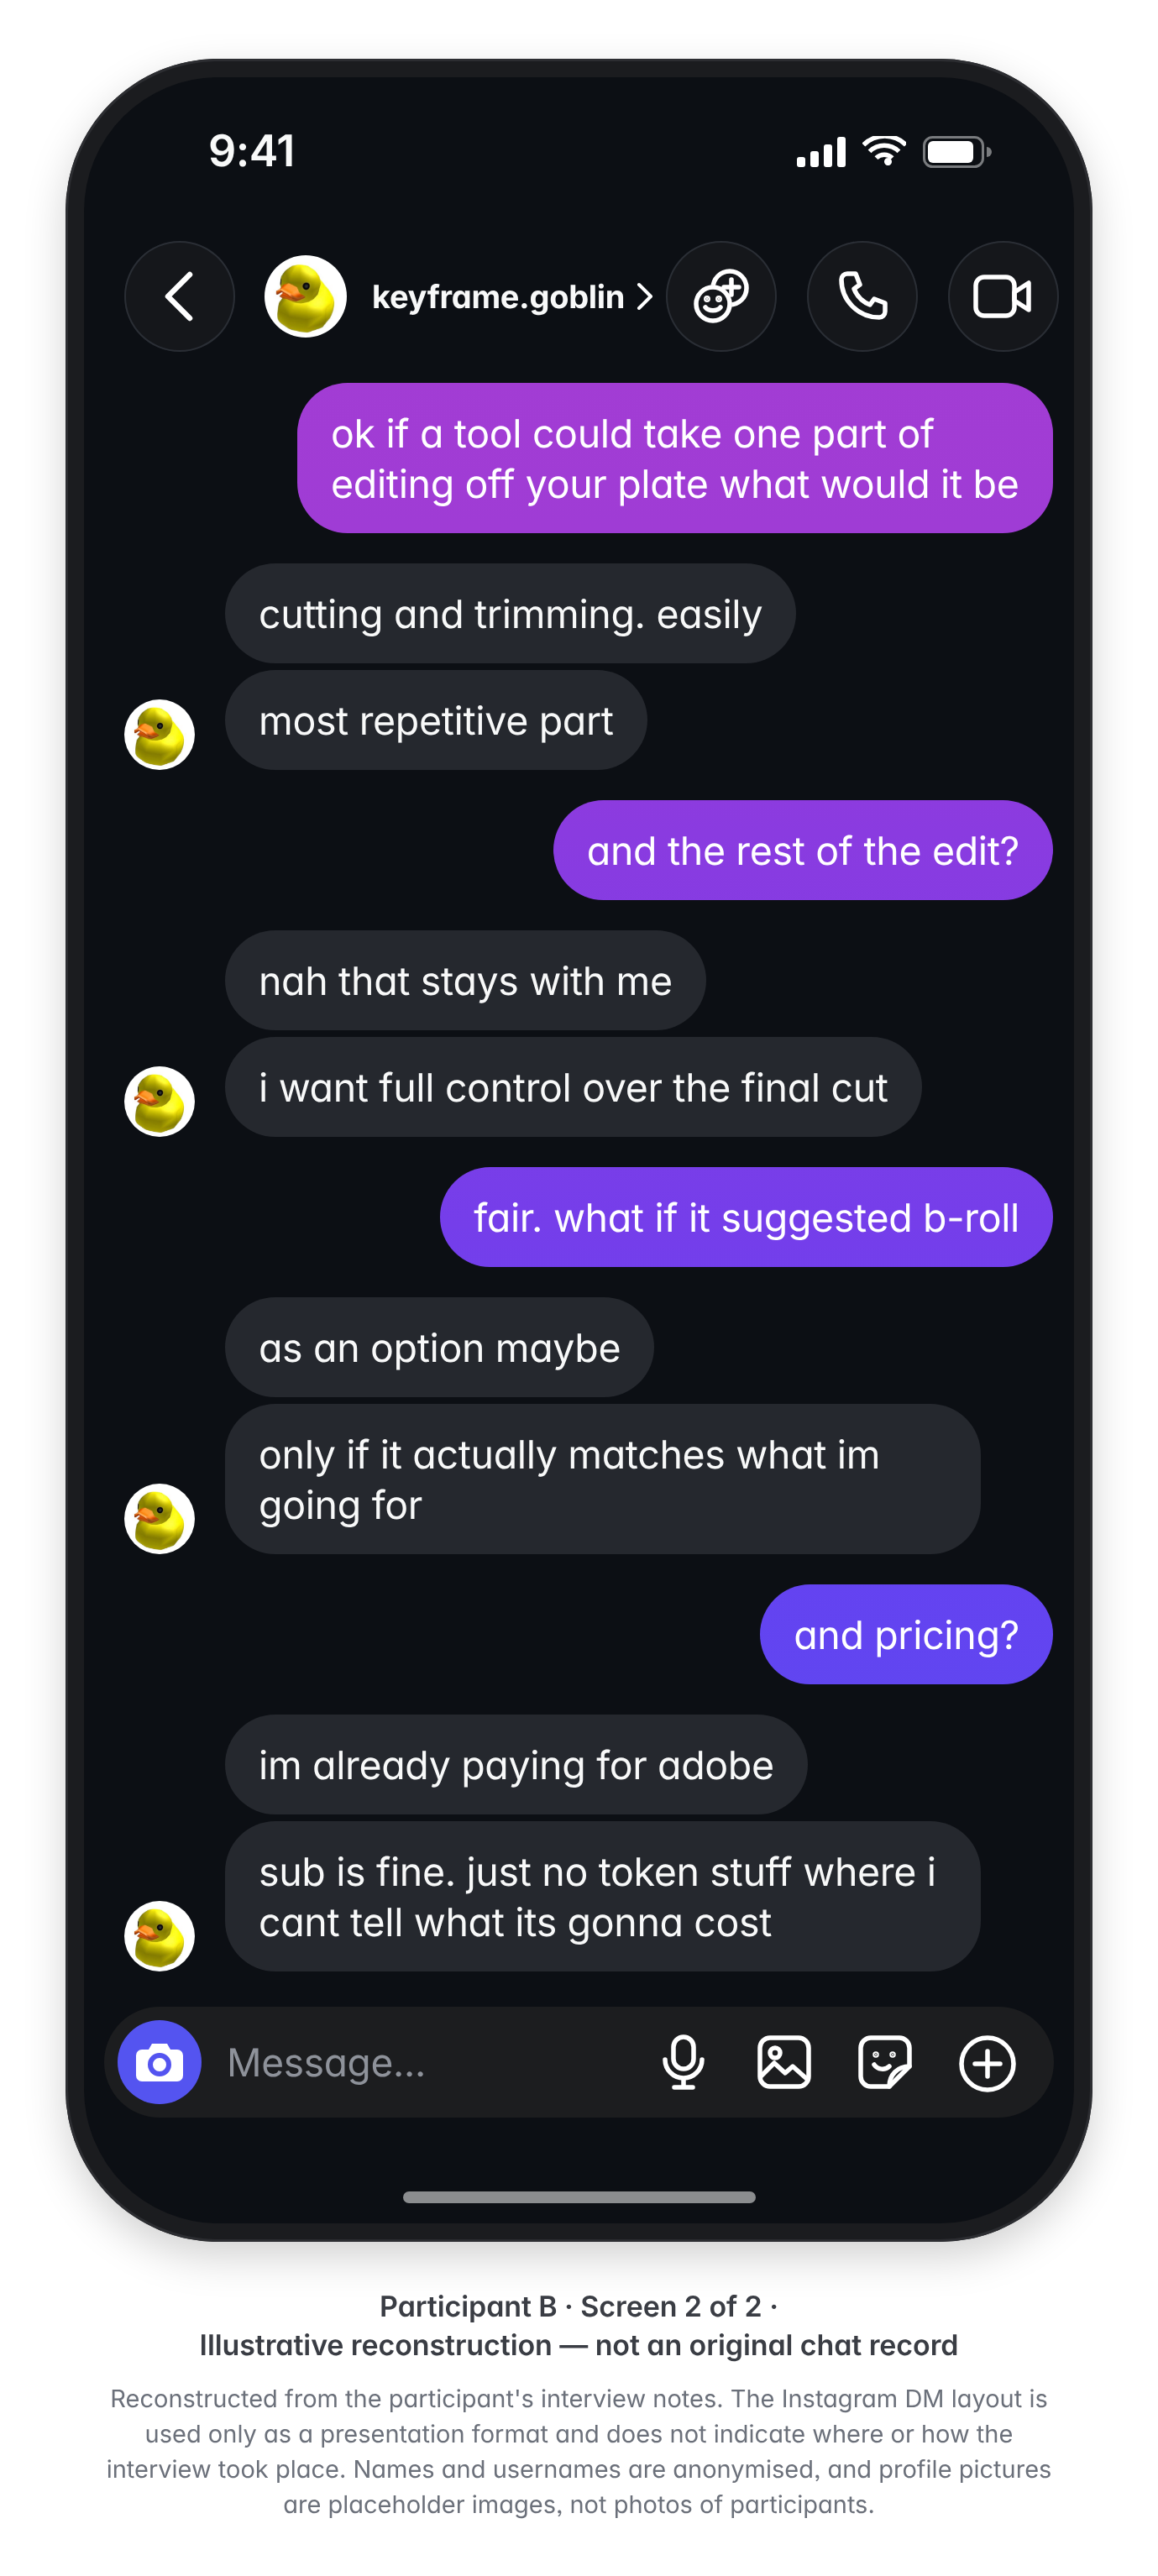 9:41
keyframe.goblin
ok if a tool could take one part of
editing off your plate what would it be
cutting and trimming. easily
most repetitive part
and the rest of the edit?
nah that stays with me
i want full control over the final cut
fair. what if it suggested b-roll
as an option maybe
only if it actually matches what im
going for
and pricing?
im already paying for adobe
sub is fine. just no token stuff where i
cant tell what its gonna cost
Message...
Participant B · Screen 2 of 2 ·
Illustrative reconstruction — not an original chat record
Reconstructed from the participant's interview notes. The Instagram DM layout is
used only as a presentation format and does not indicate where or how the
interview took place. Names and usernames are anonymised, and profile pictures
are placeholder images, not photos of participants.